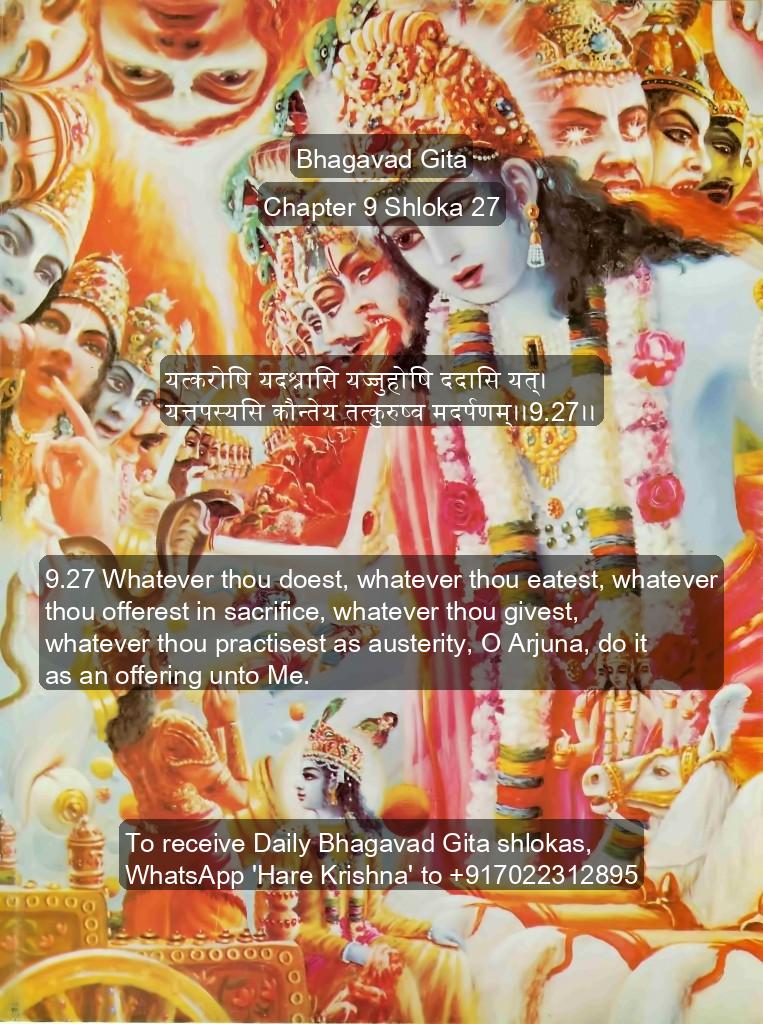 Bhagavad Gita
Chapter 9 Shloka 27
यत्करोषि यदश्नासि यज्जुहोषि ददासि यत्।
यत्तपस्यसि कौन्तेय तत्कुरुष्व मदर्पणम्।।9.27।।
9.27 Whatever thou doest, whatever thou eatest, whatever
thou offerest in sacrifice, whatever thou givest,
whatever thou practisest as austerity, O Arjuna, do it
as an offering unto Me.
To receive Daily Bhagavad Gita shlokas,
WhatsApp 'Hare Krishna' to +917022312895